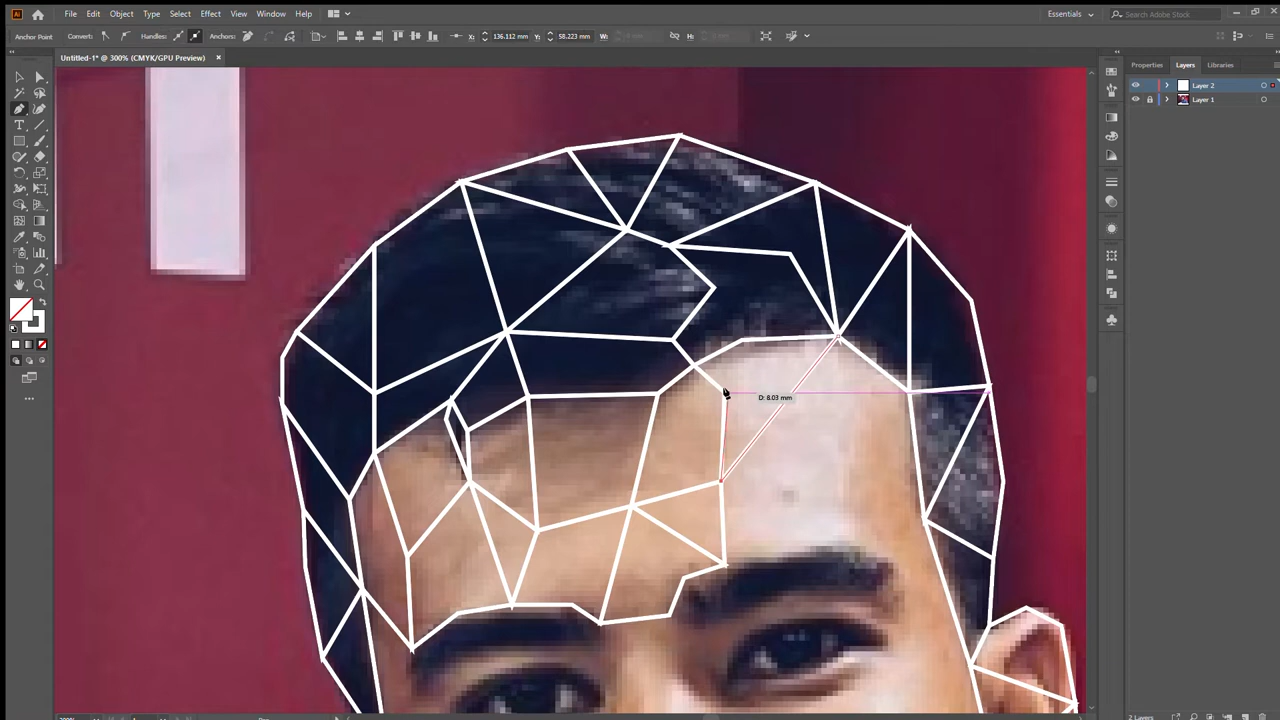 Ai File Edit Object Type Select Effect View Window Help Essentials Search Adobe Stock
Anchor Point Convert: Handles: Anchors: X: 136.112 mm Y: 58.223 mm W: H:
Untitled-1* @ 300% (CMYK/GPU Preview) ×
Properties Layers Libraries
Layer 2
Layer 1
D: 8.03 mm